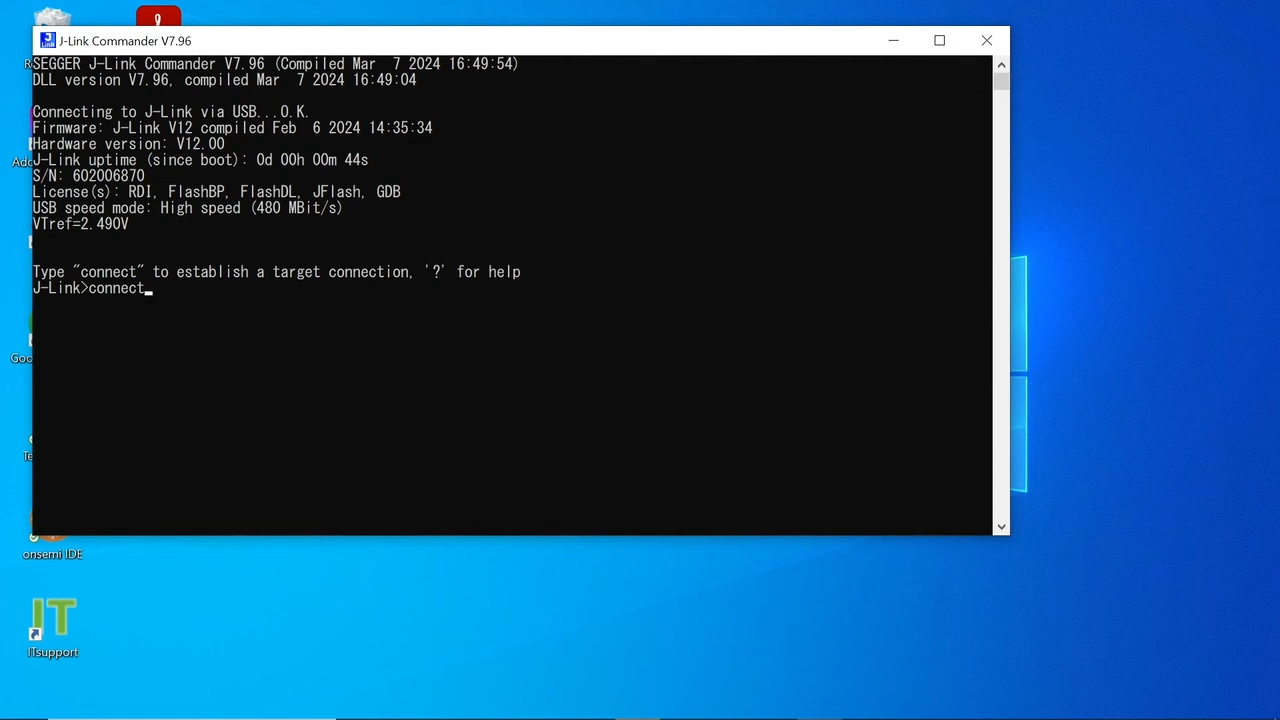 J-Link Commander V7.96
SEGGER J-Link Commander V7.96 (Compiled Mar  7 2024 16:49:54)
DLL version V7.96, compiled Mar  7 2024 16:49:04
Connecting to J-Link via USB...O.K.
Firmware: J-Link V12 compiled Feb  6 2024 14:35:34
Hardware version: V12.00
J-Link uptime (since boot): 0d 00h 00m 44s
S/N: 602006870
License(s): RDI, FlashBP, FlashDL, JFlash, GDB
USB speed mode: High speed (480 MBit/s)
VTref=2.490V
Type "connect" to establish a target connection, '?' for help
J-Link>connect
onsemi IDE
IT
ITsupport